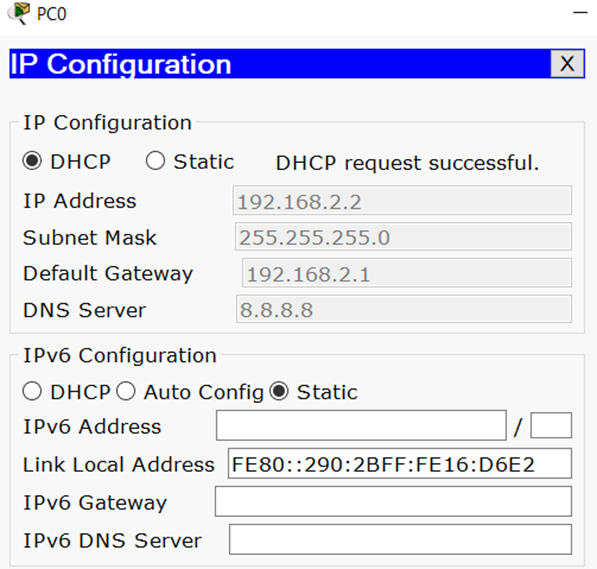 PC0
IP Configuration X
IP Configuration
DHCP Static DHCP request successful.
IP Address 192.168.2.2
Subnet Mask 255.255.255.0
Default Gateway 192.168.2.1
DNS Server 8.8.8.8
IPv6 Configuration
DHCP Auto Config Static
IPv6 Address /
Link Local Address FE80::290:2BFF:FE16:D6E2
IPv6 Gateway
IPv6 DNS Server